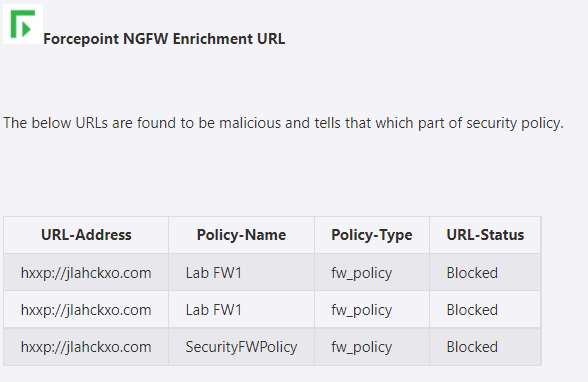 Forcepoint NGFW Enrichment URL
The below URLs are found to be malicious and tells that which part of security policy.
URL-Address Policy-Name Policy-Type URL-Status
hxxp://jlahckxo.com Lab FW1 fw_policy Blocked
hxxp://jlahckxo.com Lab FW1 fw_policy Blocked
hxxp://jlahckxo.com SecurityFWPolicy fw_policy Blocked